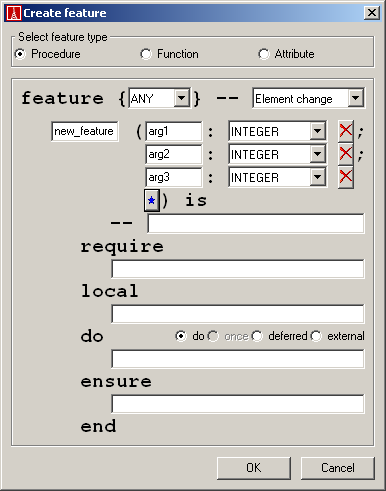 Create feature
Select feature type
Procedure Function Attribute
feature {ANY} -- Element change
new_feature (arg1 : INTEGER ;
arg2 : INTEGER ;
arg3 : INTEGER
) is
--
require
local
do do once deferred external
ensure
end
OK Cancel